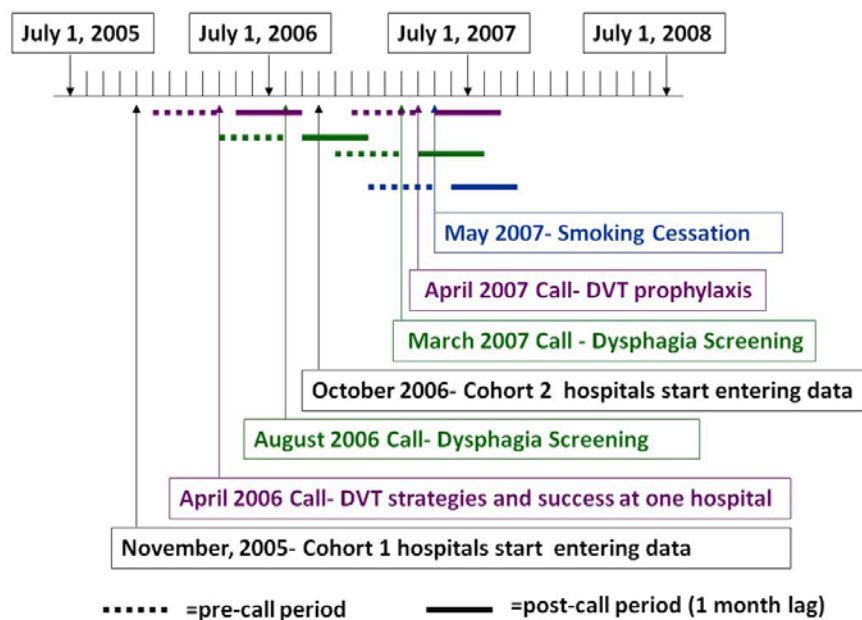 July 1, 2005
July 1, 2006
July 1, 2007
July 1, 2008
May 2007- Smoking Cessation
April 2007 Call- DVT prophylaxis
March 2007 Call - Dysphagia Screening
October 2006- Cohort 2 hospitals start entering data
August 2006 Call- Dysphagia Screening
April 2006 Call- DVT strategies and success at one hospital
November, 2005- Cohort 1 hospitals start entering data
=pre-call period
=post-call period (1 month lag)